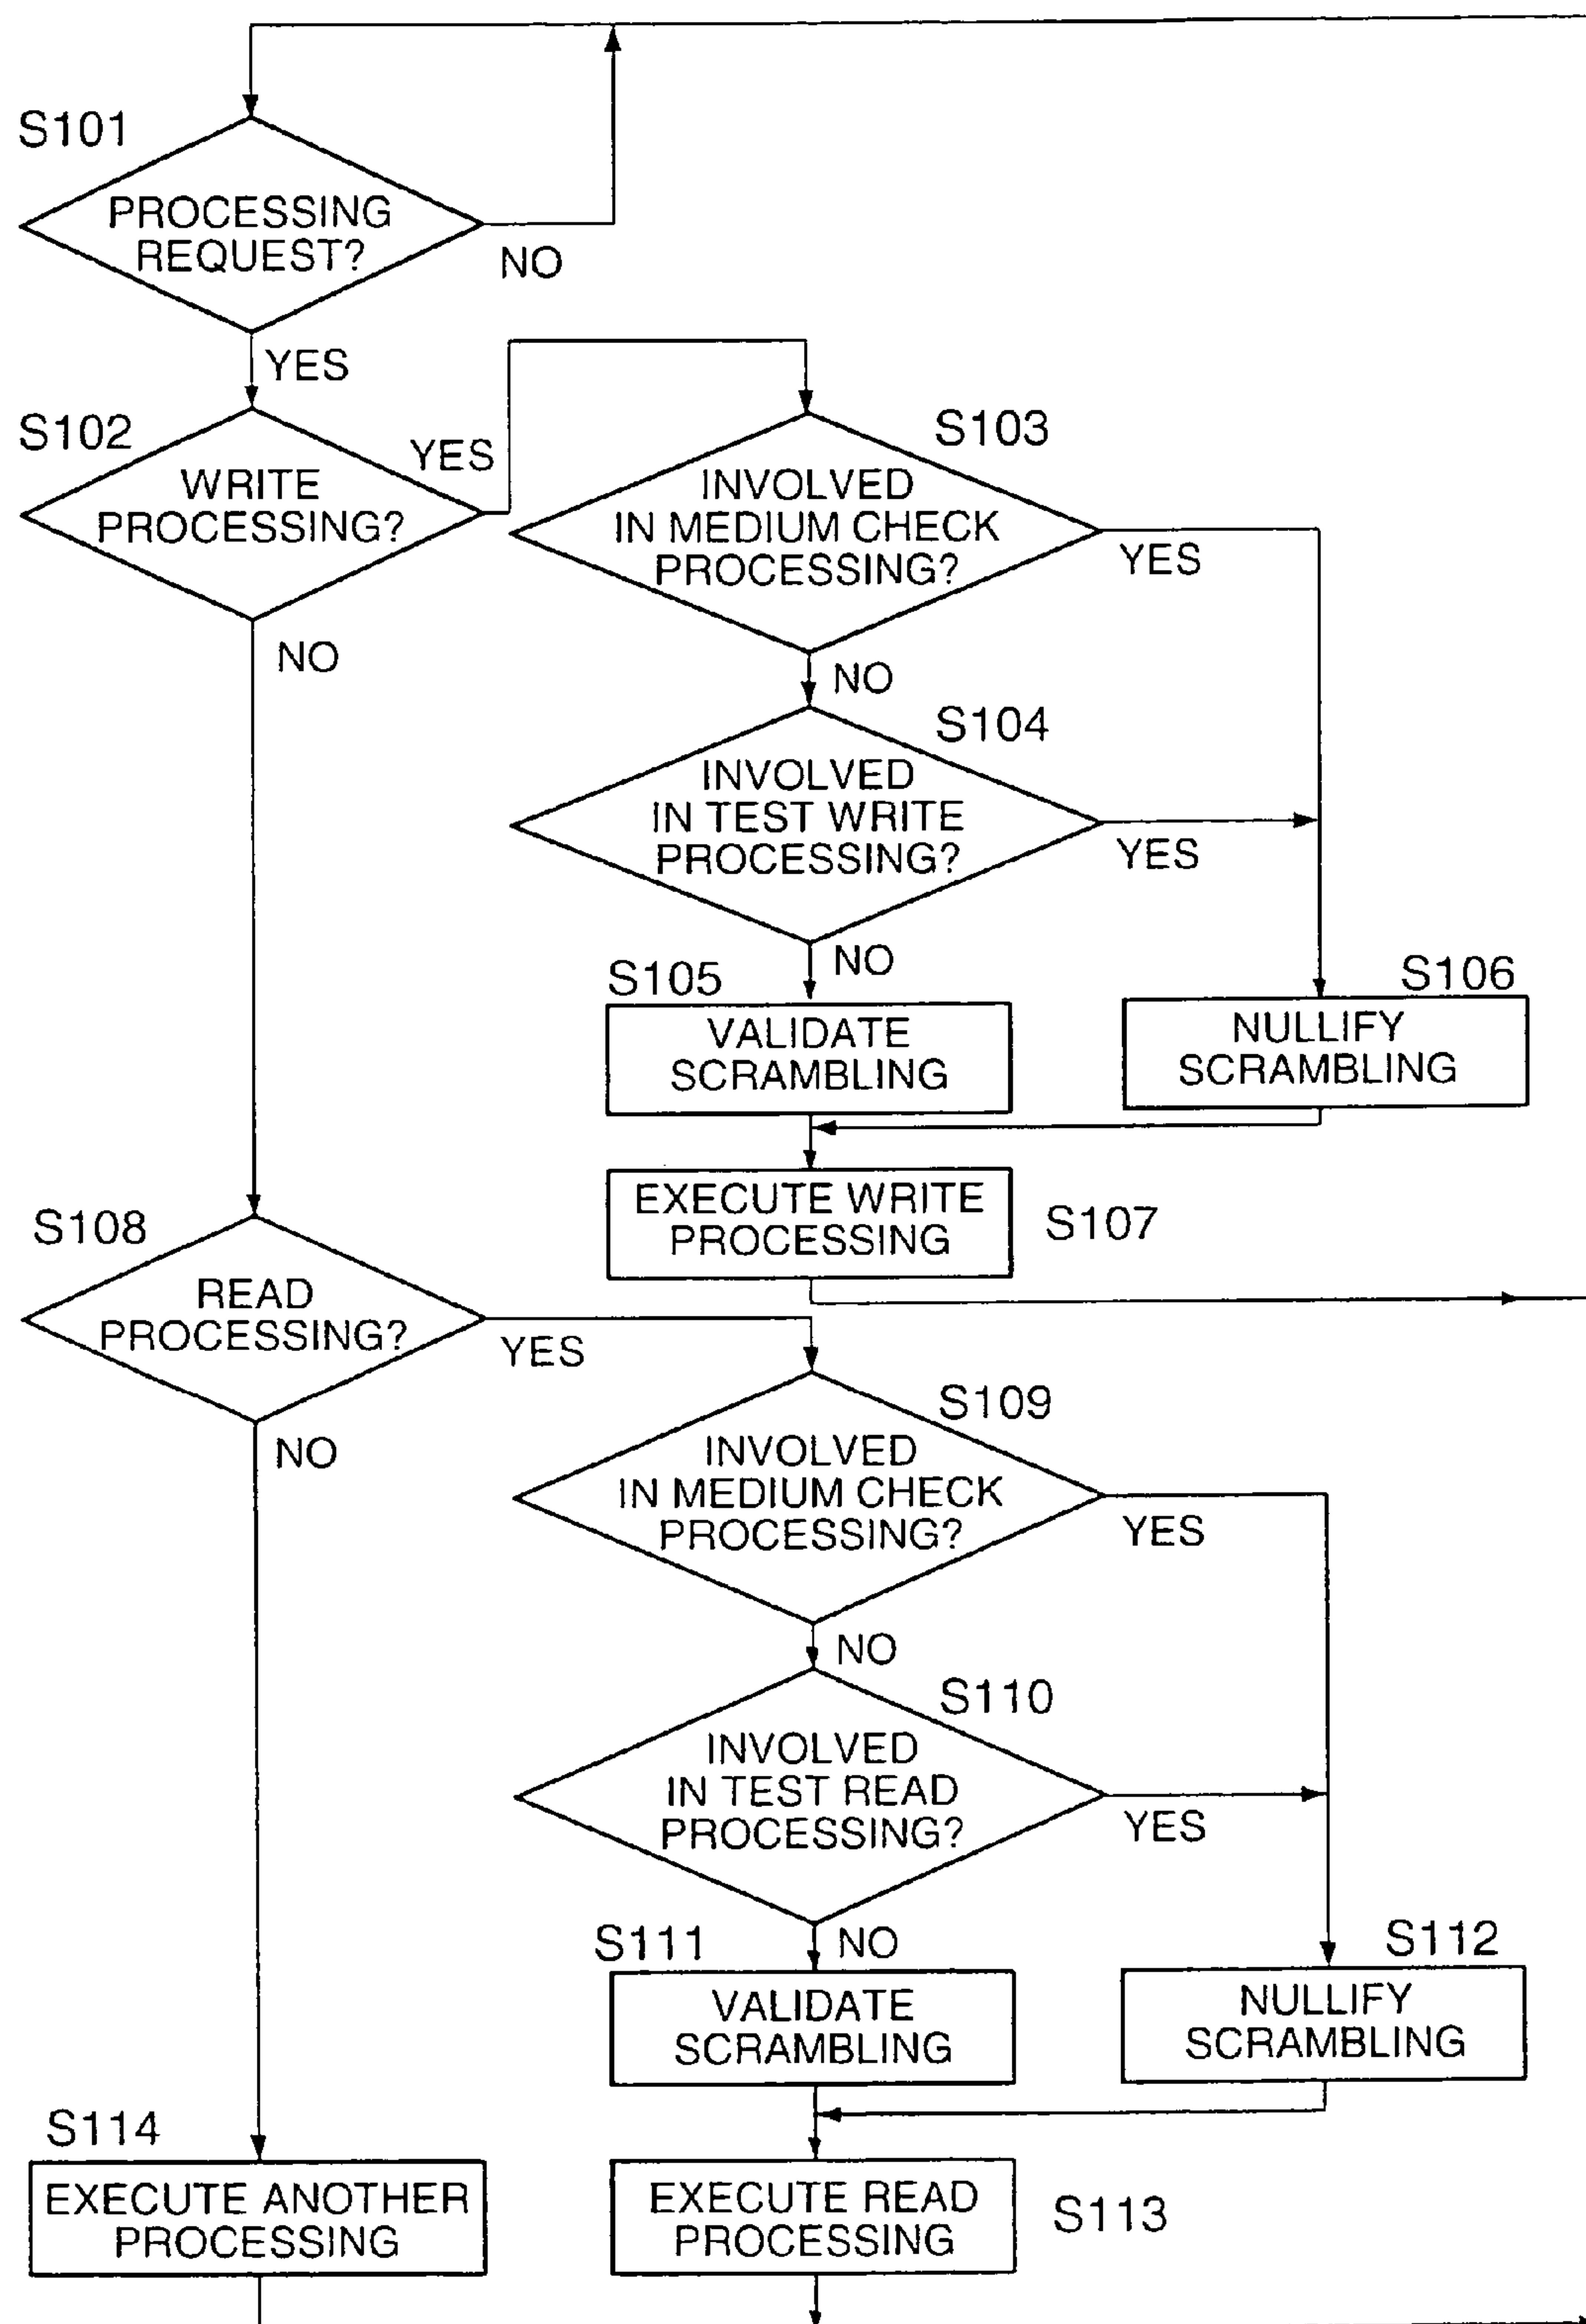 S101
PROCESSING
REQUEST?
NO
YES
S102
WRITE
PROCESSING?
YES
NO
S103
INVOLVED
IN MEDIUM CHECK
PROCESSING?
YES
NO
S104
INVOLVED
IN TEST WRITE
PROCESSING?
YES
NO
S105
VALIDATE
SCRAMBLING
S106
NULLIFY
SCRAMBLING
EXECUTE WRITE
PROCESSING
S107
S108
READ
PROCESSING?
YES
NO
S109
INVOLVED
IN MEDIUM CHECK
PROCESSING?
YES
NO
S110
INVOLVED
IN TEST READ
PROCESSING?
YES
NO
S111
VALIDATE
SCRAMBLING
S112
NULLIFY
SCRAMBLING
S114
EXECUTE ANOTHER
PROCESSING
EXECUTE READ
PROCESSING
S113